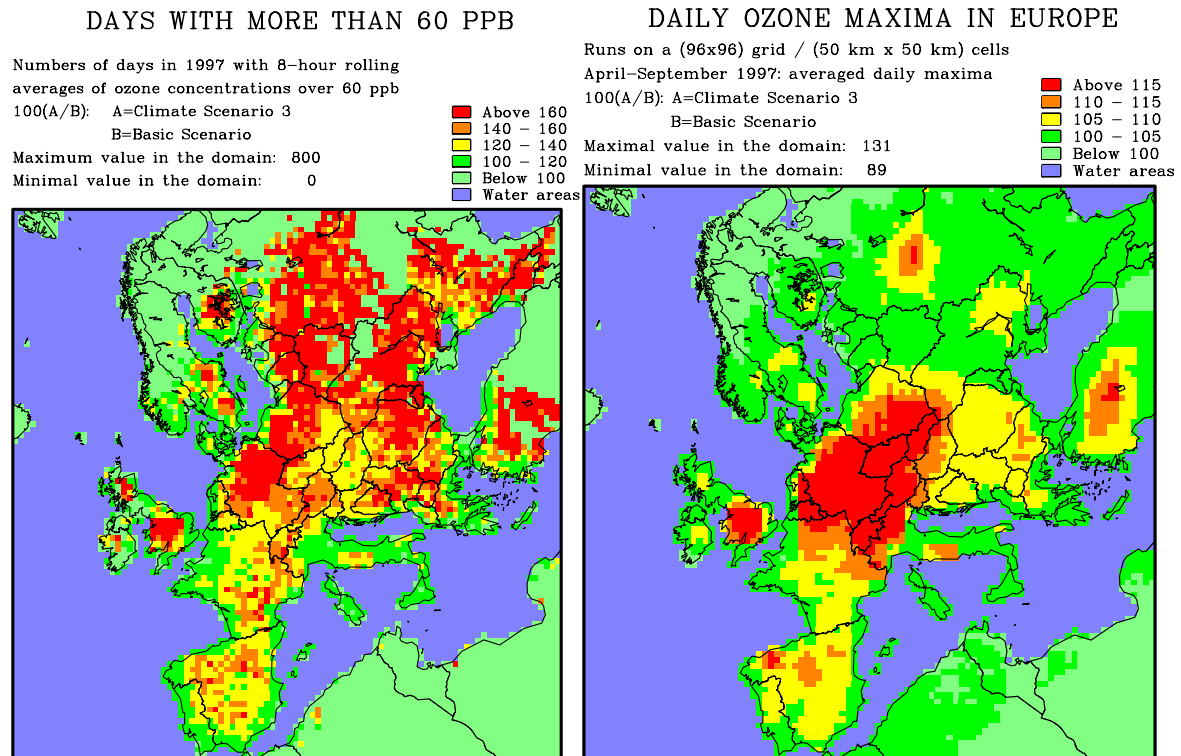 DAYS WITH MORE THAN 60 PPB
Numbers of days in 1997 with 8-hour rolling
averages of ozone concentrations over 60 ppb
100(A/B): A=Climate Scenario 3
B=Basic Scenario
Maximum value in the domain: 800
Minimal value in the domain: 0
Above 160
140 - 160
120 - 140
100 - 120
Below 100
Water areas
DAILY OZONE MAXIMA IN EUROPE
Runs on a (96x96) grid / (50 km x 50 km) cells
April-September 1997: averaged daily maxima
100(A/B): A=Climate Scenario 3
B=Basic Scenario
Maximal value in the domain: 131
Minimal value in the domain: 89
Above 115
110 - 115
105 - 110
100 - 105
Below 100
Water areas